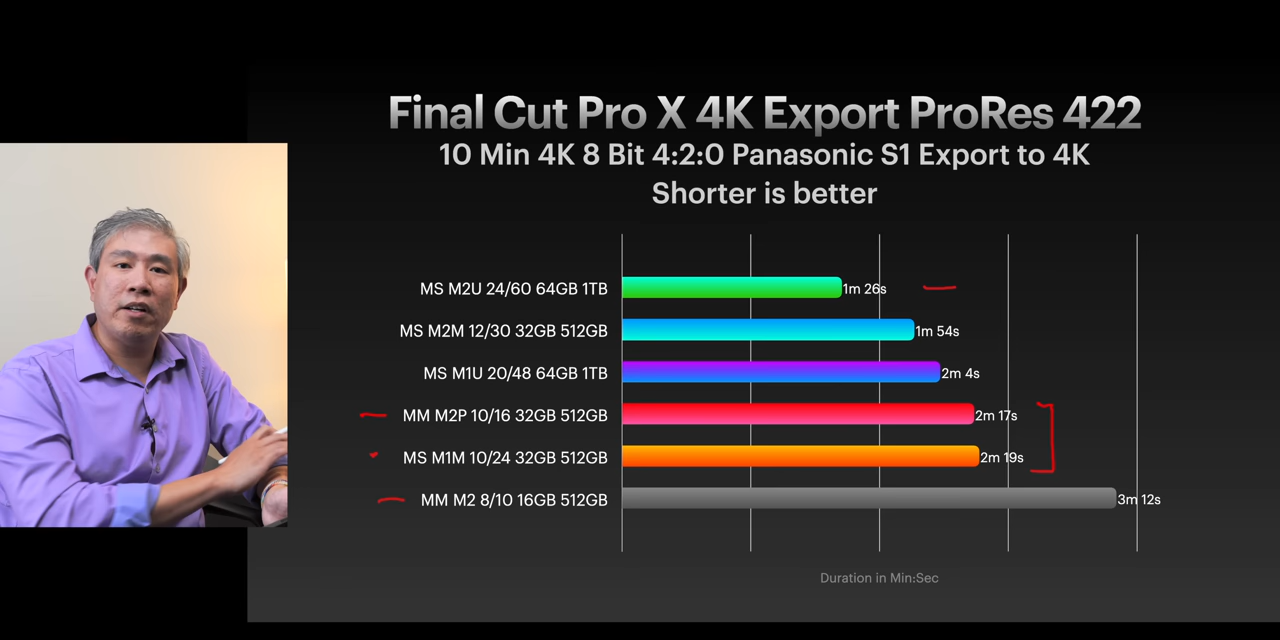 Final Cut Pro X 4K Export ProRes 422
10 Min 4K 8 Bit 4:2:0 Panasonic S1 Export to 4K
Shorter is better
MS M2U 24/60 64GB 1TB 1m 26s
MS M2M 12/30 32GB 512GB 1m 54s
MS M1U 20/48 64GB 1TB 2m 4s
MM M2P 10/16 32GB 512GB 2m 17s
MS M1M 10/24 32GB 512GB 2m 19s
MM M2 8/10 16GB 512GB 3m 12s
Duration in Min:Sec